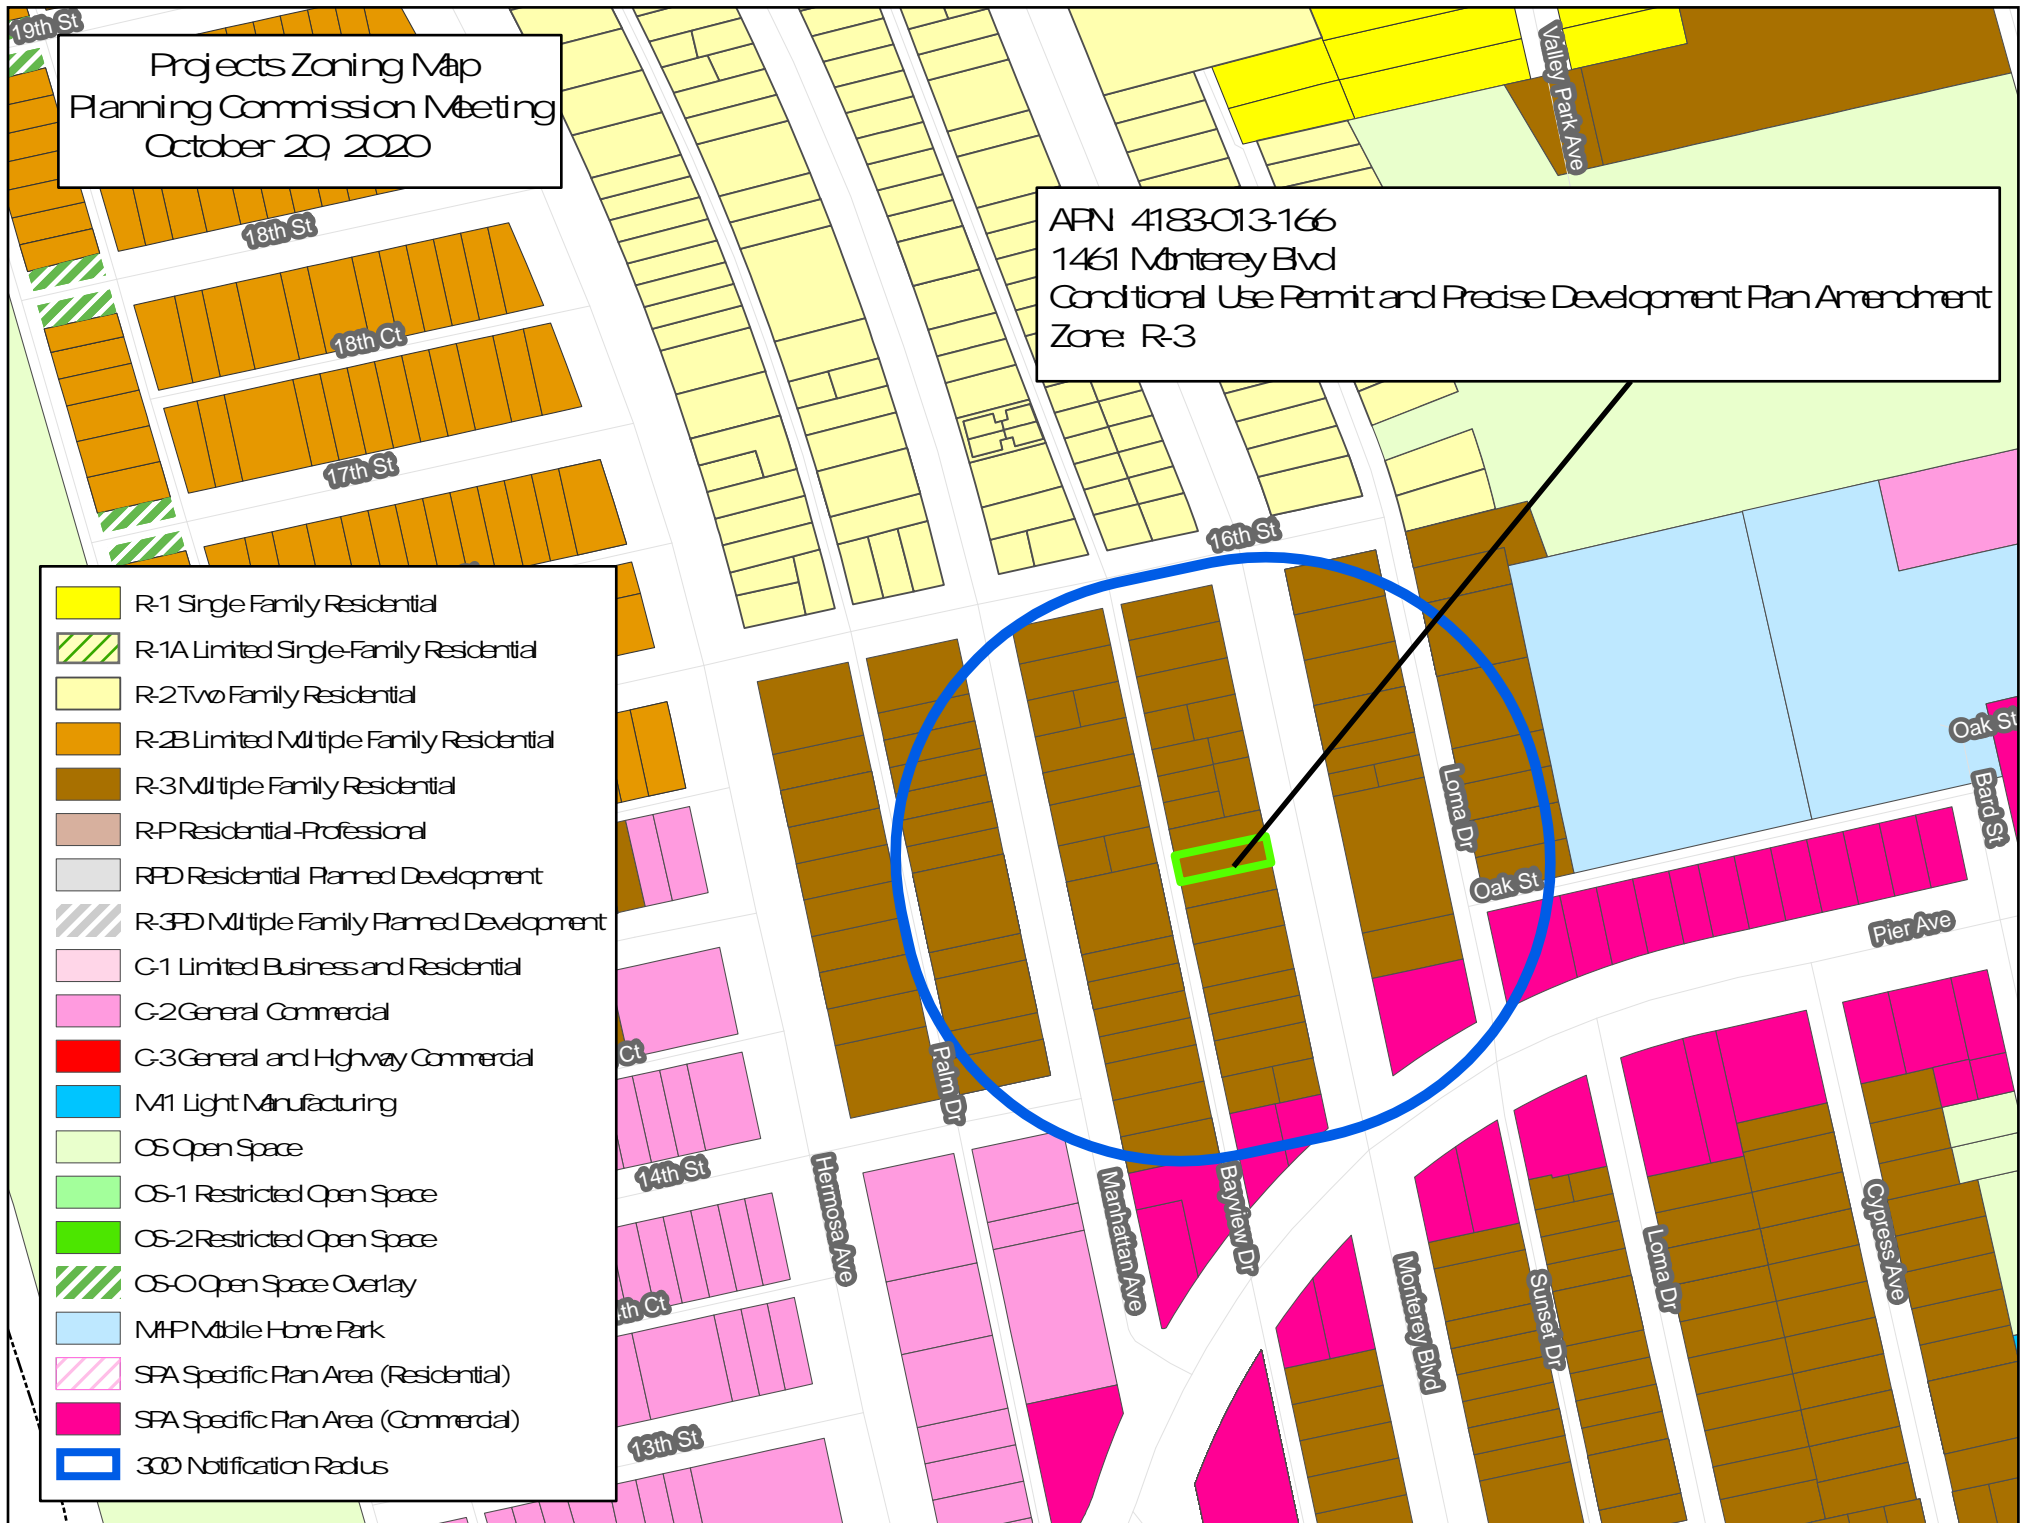 19th St
Projects Zoning Map
Planning Commission Meeting
October 20, 2020
Valley Park Ave
APN: 4183-013-166
1461 Monterey Blvd
Conditional Use Permit and Precise Development Plan Amendment
Zone: R-3
18th St
18th Ct
17th St
16th St
R-1 Single Family Residential
R-1A Limited Single-Family Residential
R-2 Two Family Residential
R-2B Limited Multiple Family Residential
R-3 Multiple Family Residential
R-P Residential-Professional
RPD Residential Planned Development
R-3PD Multiple Family Planned Development
C-1 Limited Business and Residential
C-2 General Commercial
C-3 General and Highway Commercial
M-1 Light Manufacturing
OS Open Space
OS-1 Restricted Open Space
OS-2 Restricted Open Space
OS-O Open Space Overlay
MHP Mobile Home Park
SPA Specific Plan Area (Residential)
SPA Specific Plan Area (Commercial)
300' Notification Radius
Oak St
Bard St
Loma Dr
Oak St
Pier Ave
Ct
Palm Dr
14th St
Hermosa Ave
Manhattan Ave
Bayview Dr
Monterey Blvd
Sunset Dr
Loma Dr
Cypress Ave
4th Ct
13th St